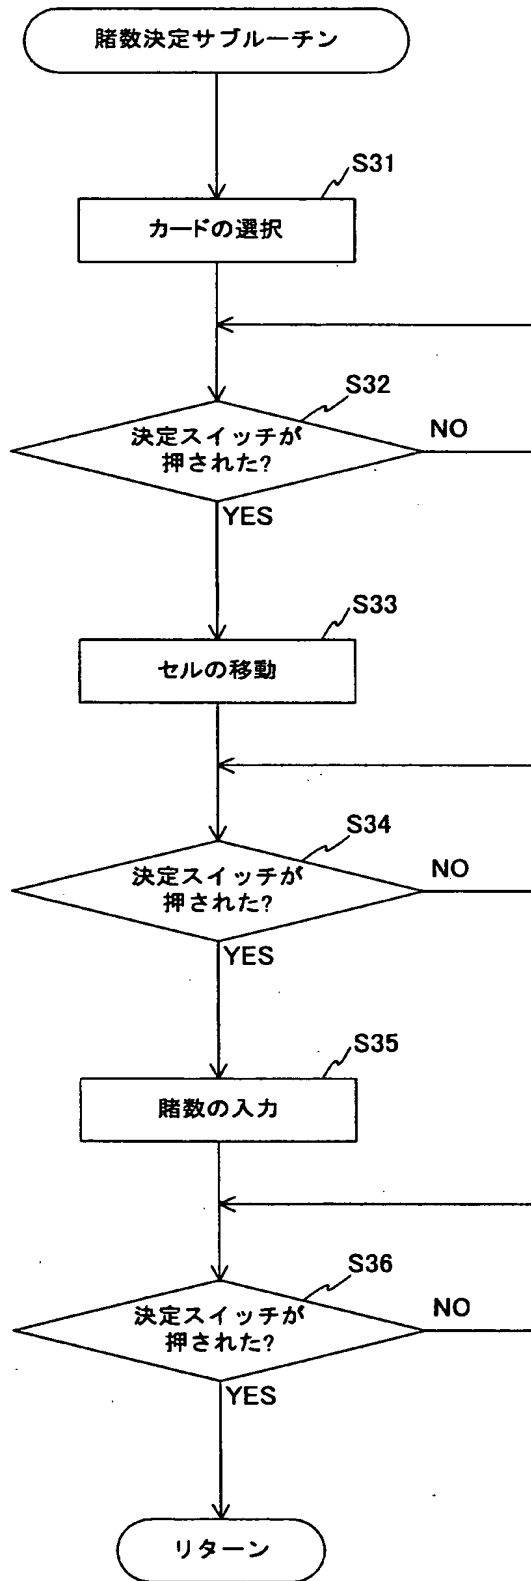 賭数決定サブルーチン
S31
カードの選択
S32
決定スイッチが
押された?
NO
YES
S33
セルの移動
S34
決定スイッチが
押された?
NO
YES
S35
賭数の入力
S36
決定スイッチが
押された?
NO
YES
リターン